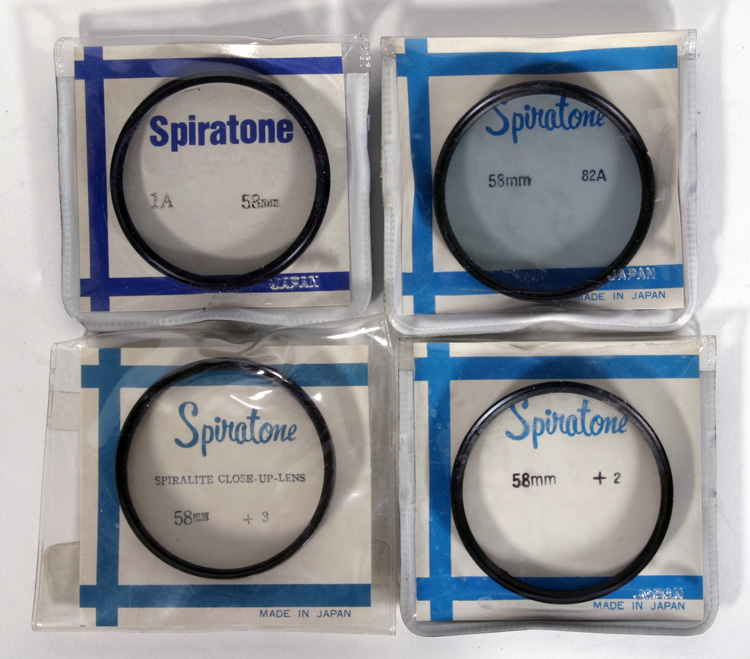 Spiratone
1A 58mm
JAPAN
Spiratone
58mm 82A
JAPAN
MADE IN JAPAN
Spiratone
SPIRALITE CLOSE-UP-LENS
58mm + 3
MADE IN JAPAN
Spiratone
58mm + 2
JAPAN
MADE IN JAPAN